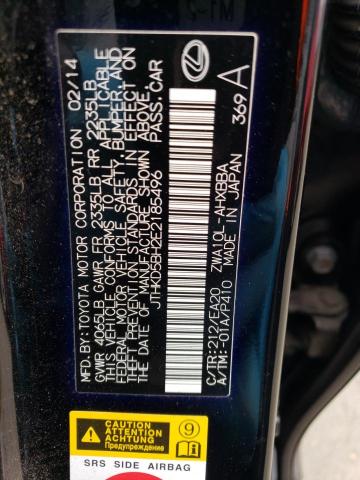 MFD.BY:TOYOTA MOTOR CORPORATION 02/14
GVWR 4065LB GAWR FR 2335LB RR 2235LB
THIS VEHICLE CONFORMS TO ALL APPLICABLE
FEDERAL MOTOR VEHICLE SAFETY, BUMPER, AND
THEFT PREVENTION STANDARDS IN EFFECT ON
THE DATE OF MANUFACTURE SHOWN ABOVE.
JTHKD5BH2E2185496 PASS.CAR
C/TR:212/EA20 ZWA10L-AHXBBA
A/TM:-01A/P410 MADE IN JAPAN
369 A
CAUTION
ATTENTION
ACHTUNG
Предупреждение
9
SRS SIDE AIRBAG